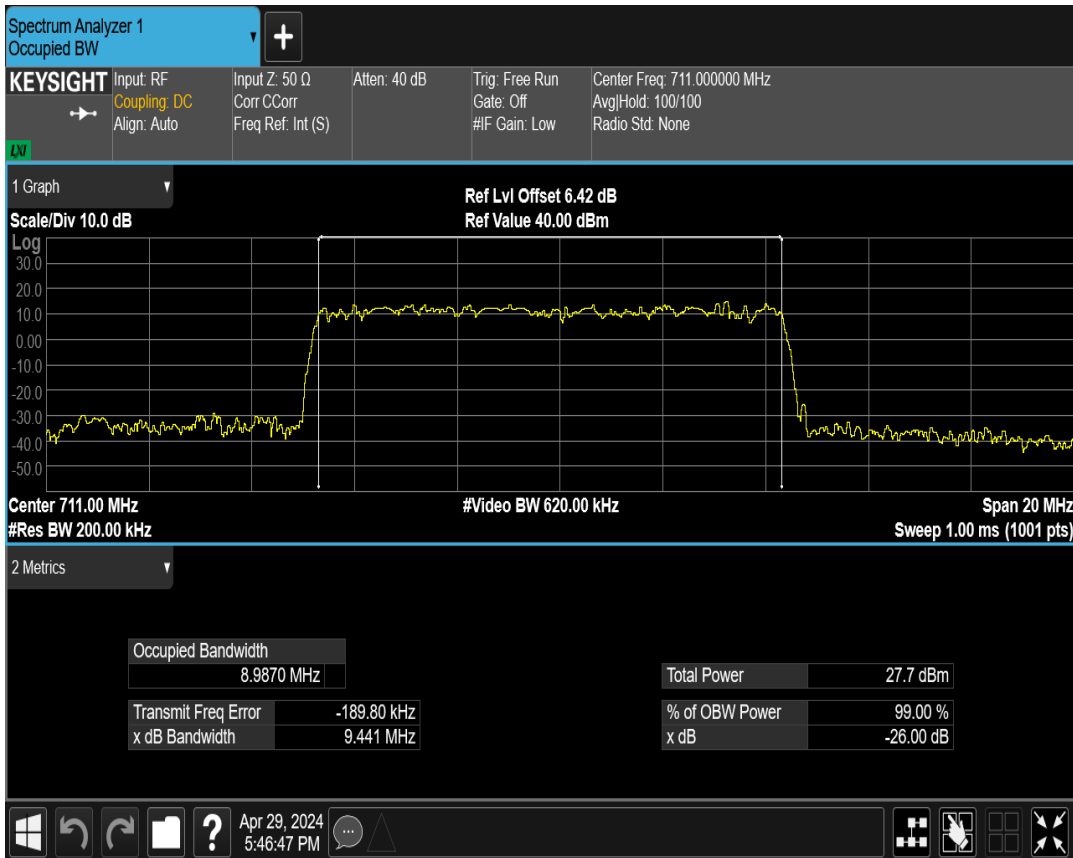 Spectrum Analyzer 1
Occupied BW
KEYSIGHT
LXI
Input: RF
Coupling: DC
Align: Auto
Input Z: 50 Ω
Corr CCorr
Freq Ref: Int (S)
Atten: 40 dB
Trig: Free Run
Gate: Off
#IF Gain: Low
Center Freq: 711.000000 MHz
Avg|Hold: 100/100
Radio Std: None
1 Graph
Scale/Div 10.0 dB
Ref Lvl Offset 6.42 dB
Ref Value 40.00 dBm
Log
30.0
20.0
10.0
0.00
-10.0
-20.0
-30.0
-40.0
-50.0
Center 711.00 MHz
#Video BW 620.00 kHz
Span 20 MHz
#Res BW 200.00 kHz
Sweep 1.00 ms (1001 pts)
2 Metrics
Occupied Bandwidth
8.9870 MHz
Total Power 27.7 dBm
Transmit Freq Error -189.80 kHz
% of OBW Power 99.00 %
x dB Bandwidth 9.441 MHz
x dB -26.00 dB
?
Apr 29, 2024
5:46:47 PM